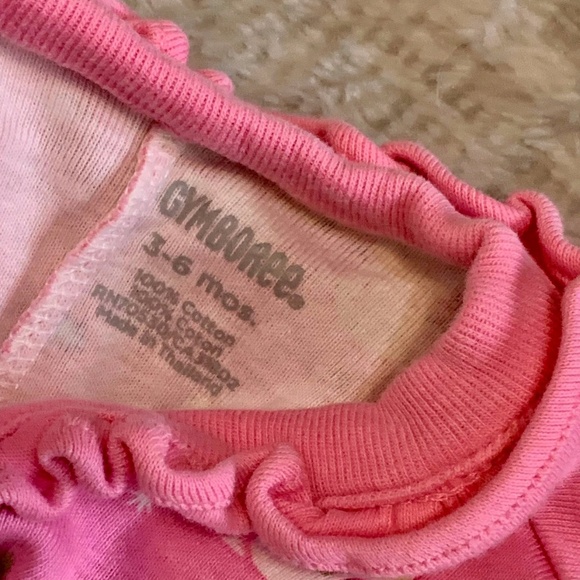 GYMBOREE®
3-6 mos.
100% Cotton
100% Coton
Made in Thailand